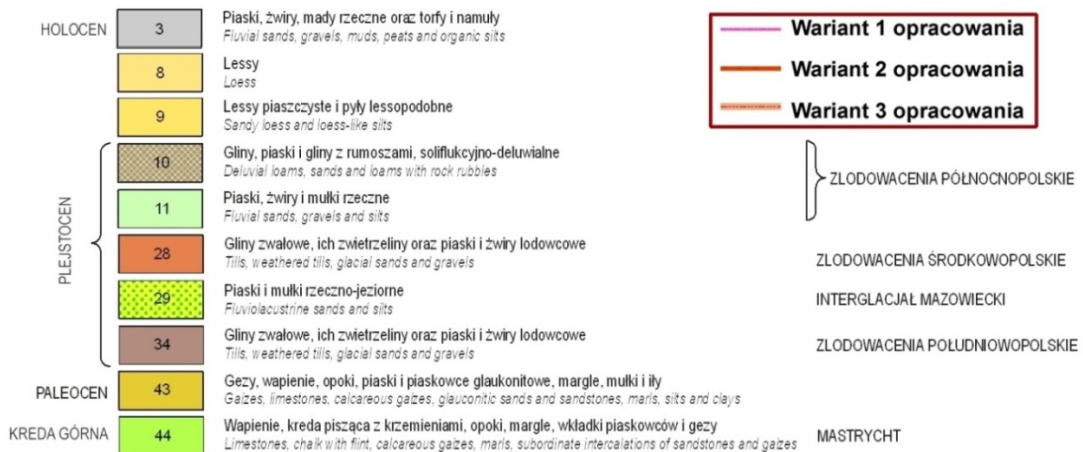 HOLOCEN
3
Piaski, żwiry, mady rzeczne oraz torfy i namuły
Fluvial sands, gravels, muds, peats and organic silts
8
Lessy
Loess
9
Lessy piaszczyste i pyły lessopodobne
Sandy loess and loess-like silts
PLEJSTOCEN
10
Gliny, piaski i gliny z rumoszami, soliflukcyjno-deluwialne
Deluvial loams, sands and loams with rock rubbles
11
Piaski, żwiry i mułki rzeczne
Fluvial sands, gravels and silts
ZLODOWACENIA PÓŁNOCNOPOLSKIE
28
Gliny zwałowe, ich zwietrzeliny oraz piaski i żwiry lodowcowe
Tills, weathered tills, glacial sands and gravels
ZLODOWACENIA ŚRODKOWOPOLSKIE
29
Piaski i mułki rzeczno-jeziorne
Fluviolacustrine sands and silts
INTERGLACJAŁ MAZOWIECKI
34
Gliny zwałowe, ich zwietrzeliny oraz piaski i żwiry lodowcowe
Tills, weathered tills, glacial sands and gravels
ZLODOWACENIA POŁUDNIOWOPOLSKIE
PALEOCEN
43
Gezy, wapienie, opoki, piaski i piaskowce glaukonitowe, margle, mułki i iły
Gaizes, limestones, calcareous gaizes, glauconitic sands and sandstones, marls, silts and clays
KREDA GÓRNA
44
Wapienie, kreda pisząca z krzemieniami, opoki, margle, wkładki piaskowców i gezy
Limestones, chalk with flint, calcareous gaizes, marls, subordinate intercalations of sandstones and gaizes
MASTRYCHT
Wariant 1 opracowania
Wariant 2 opracowania
Wariant 3 opracowania